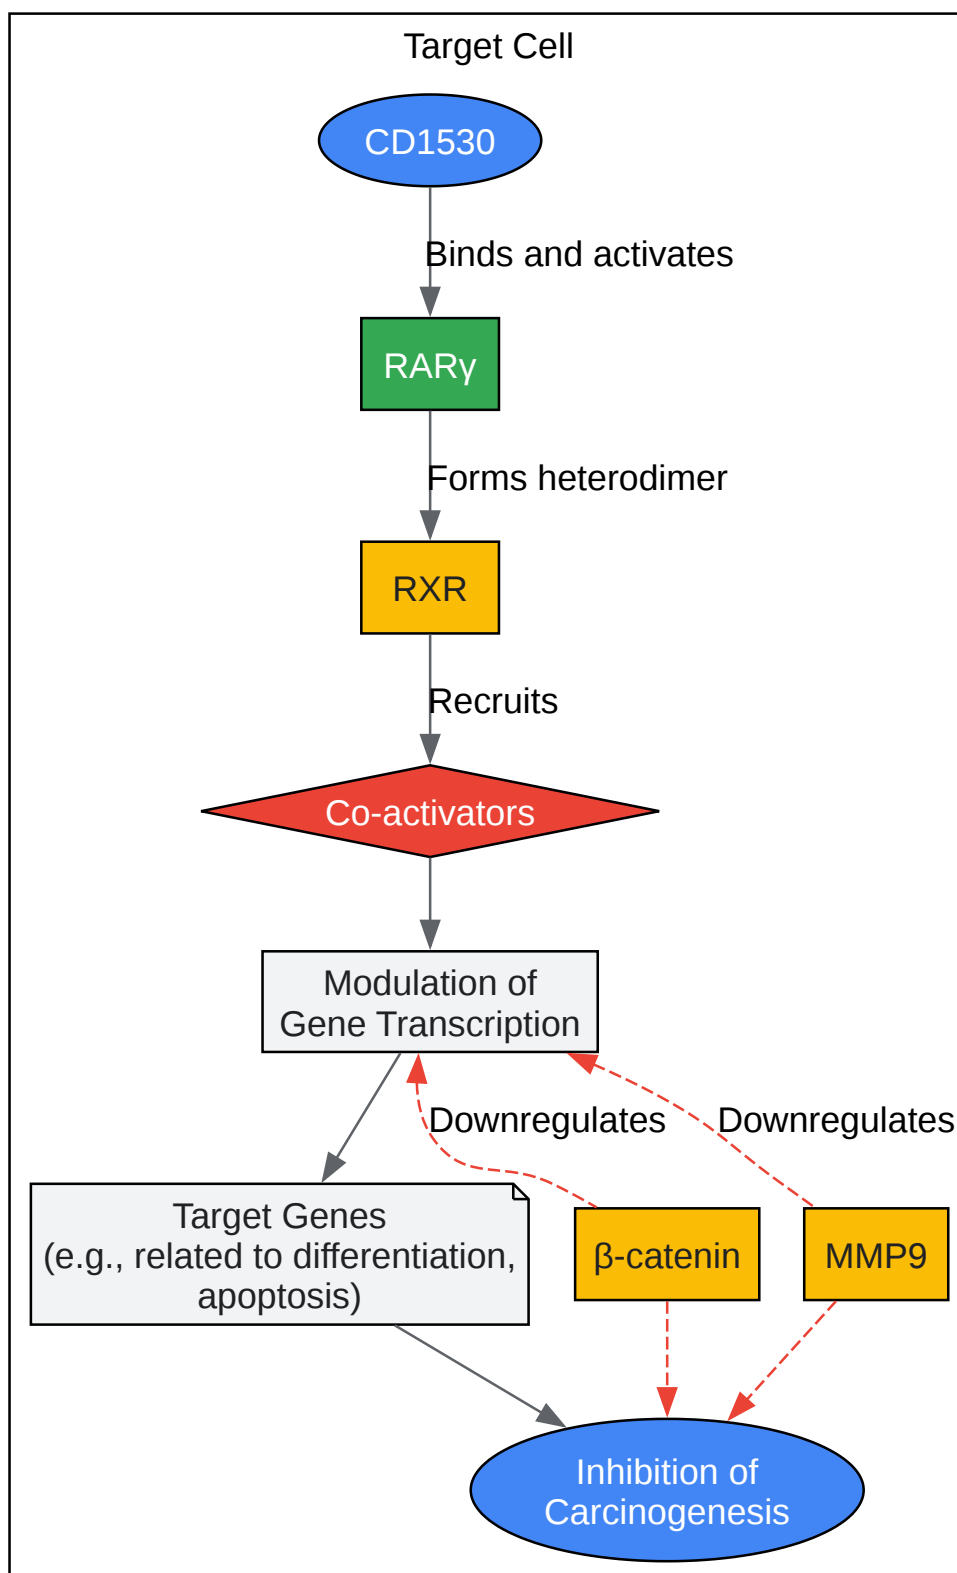 Target Cell
CD1530
Binds and activates
RARγ
Forms heterodimer
RXR
Recruits
Co-activators
Modulation of
Gene Transcription
Downregulates
Downregulates
Target Genes
(e.g., related to differentiation,
apoptosis)
β-catenin
MMP9
Inhibition of
Carcinogenesis